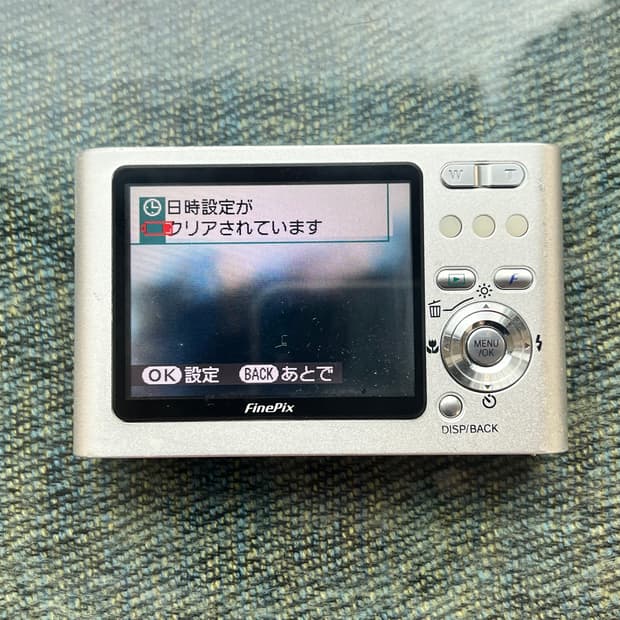 日時設定が
クリアされています
OK 設定 BACK あとで
FinePix
W T
f
MENU
/OK
DISP/BACK